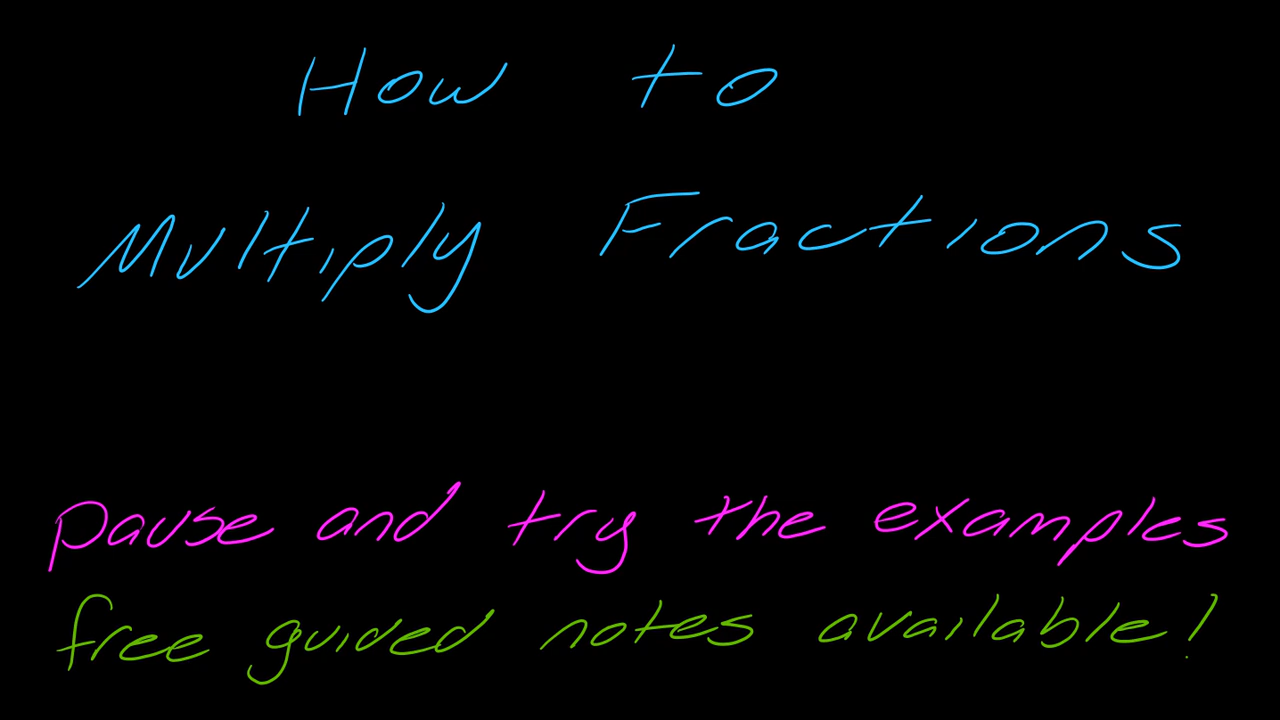 How to
Multiply Fractions
pause and try the examples
free guided notes available!